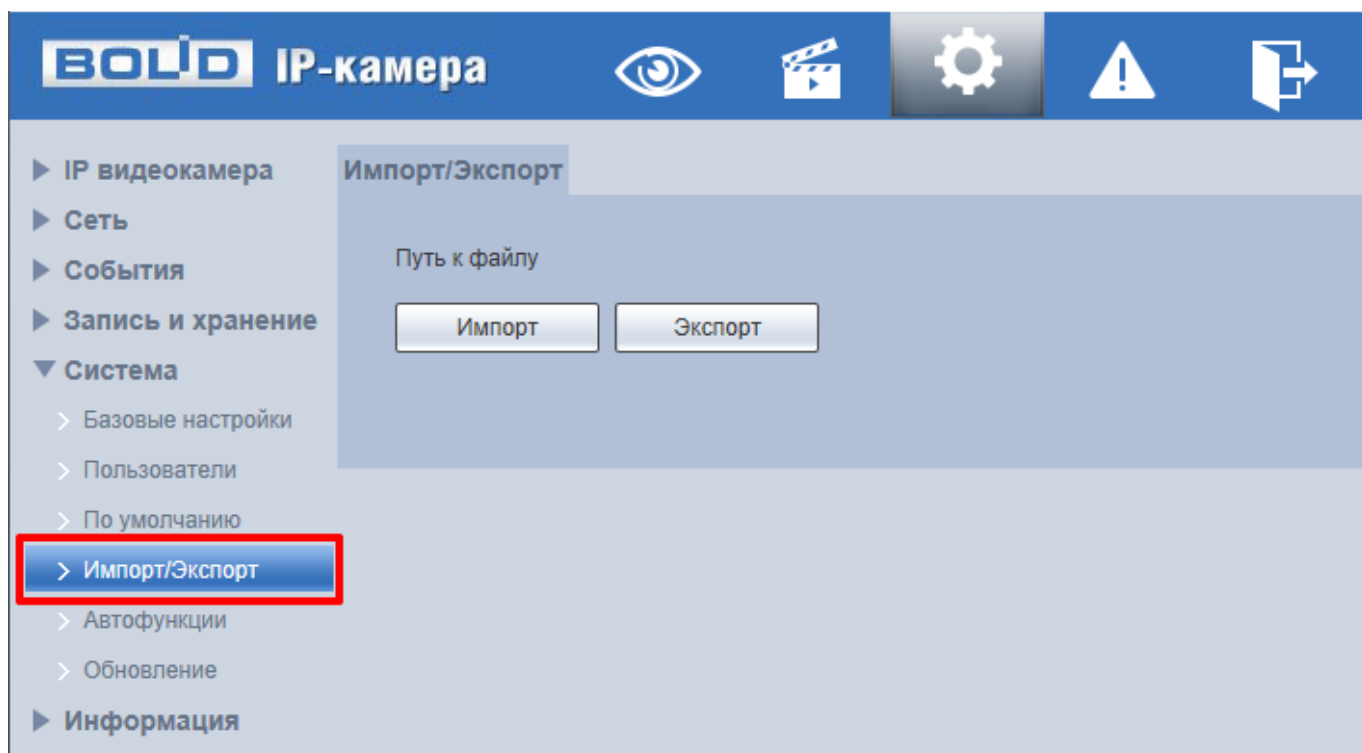 BOLID IP-камера
IP видеокамера
Сеть
События
Запись и хранение
Система
Базовые настройки
Пользователи
По умолчанию
Импорт/Экспорт
Автофункции
Обновление
Информация
Импорт/Экспорт
Путь к файлу
Импорт Экспорт